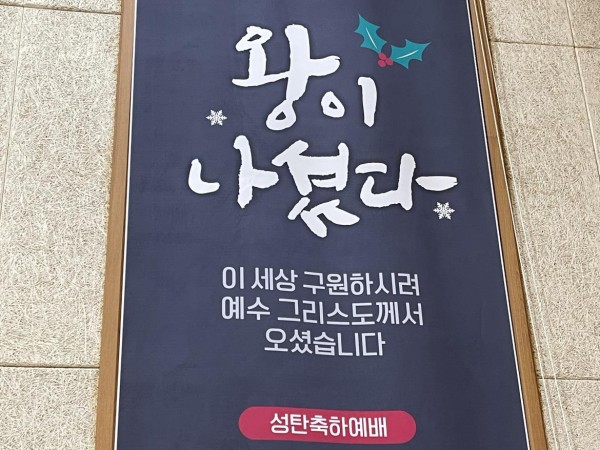 왕이
나셨다
이 세상 구원하시려
예수 그리스도께서
오셨습니다
성탄축하예배